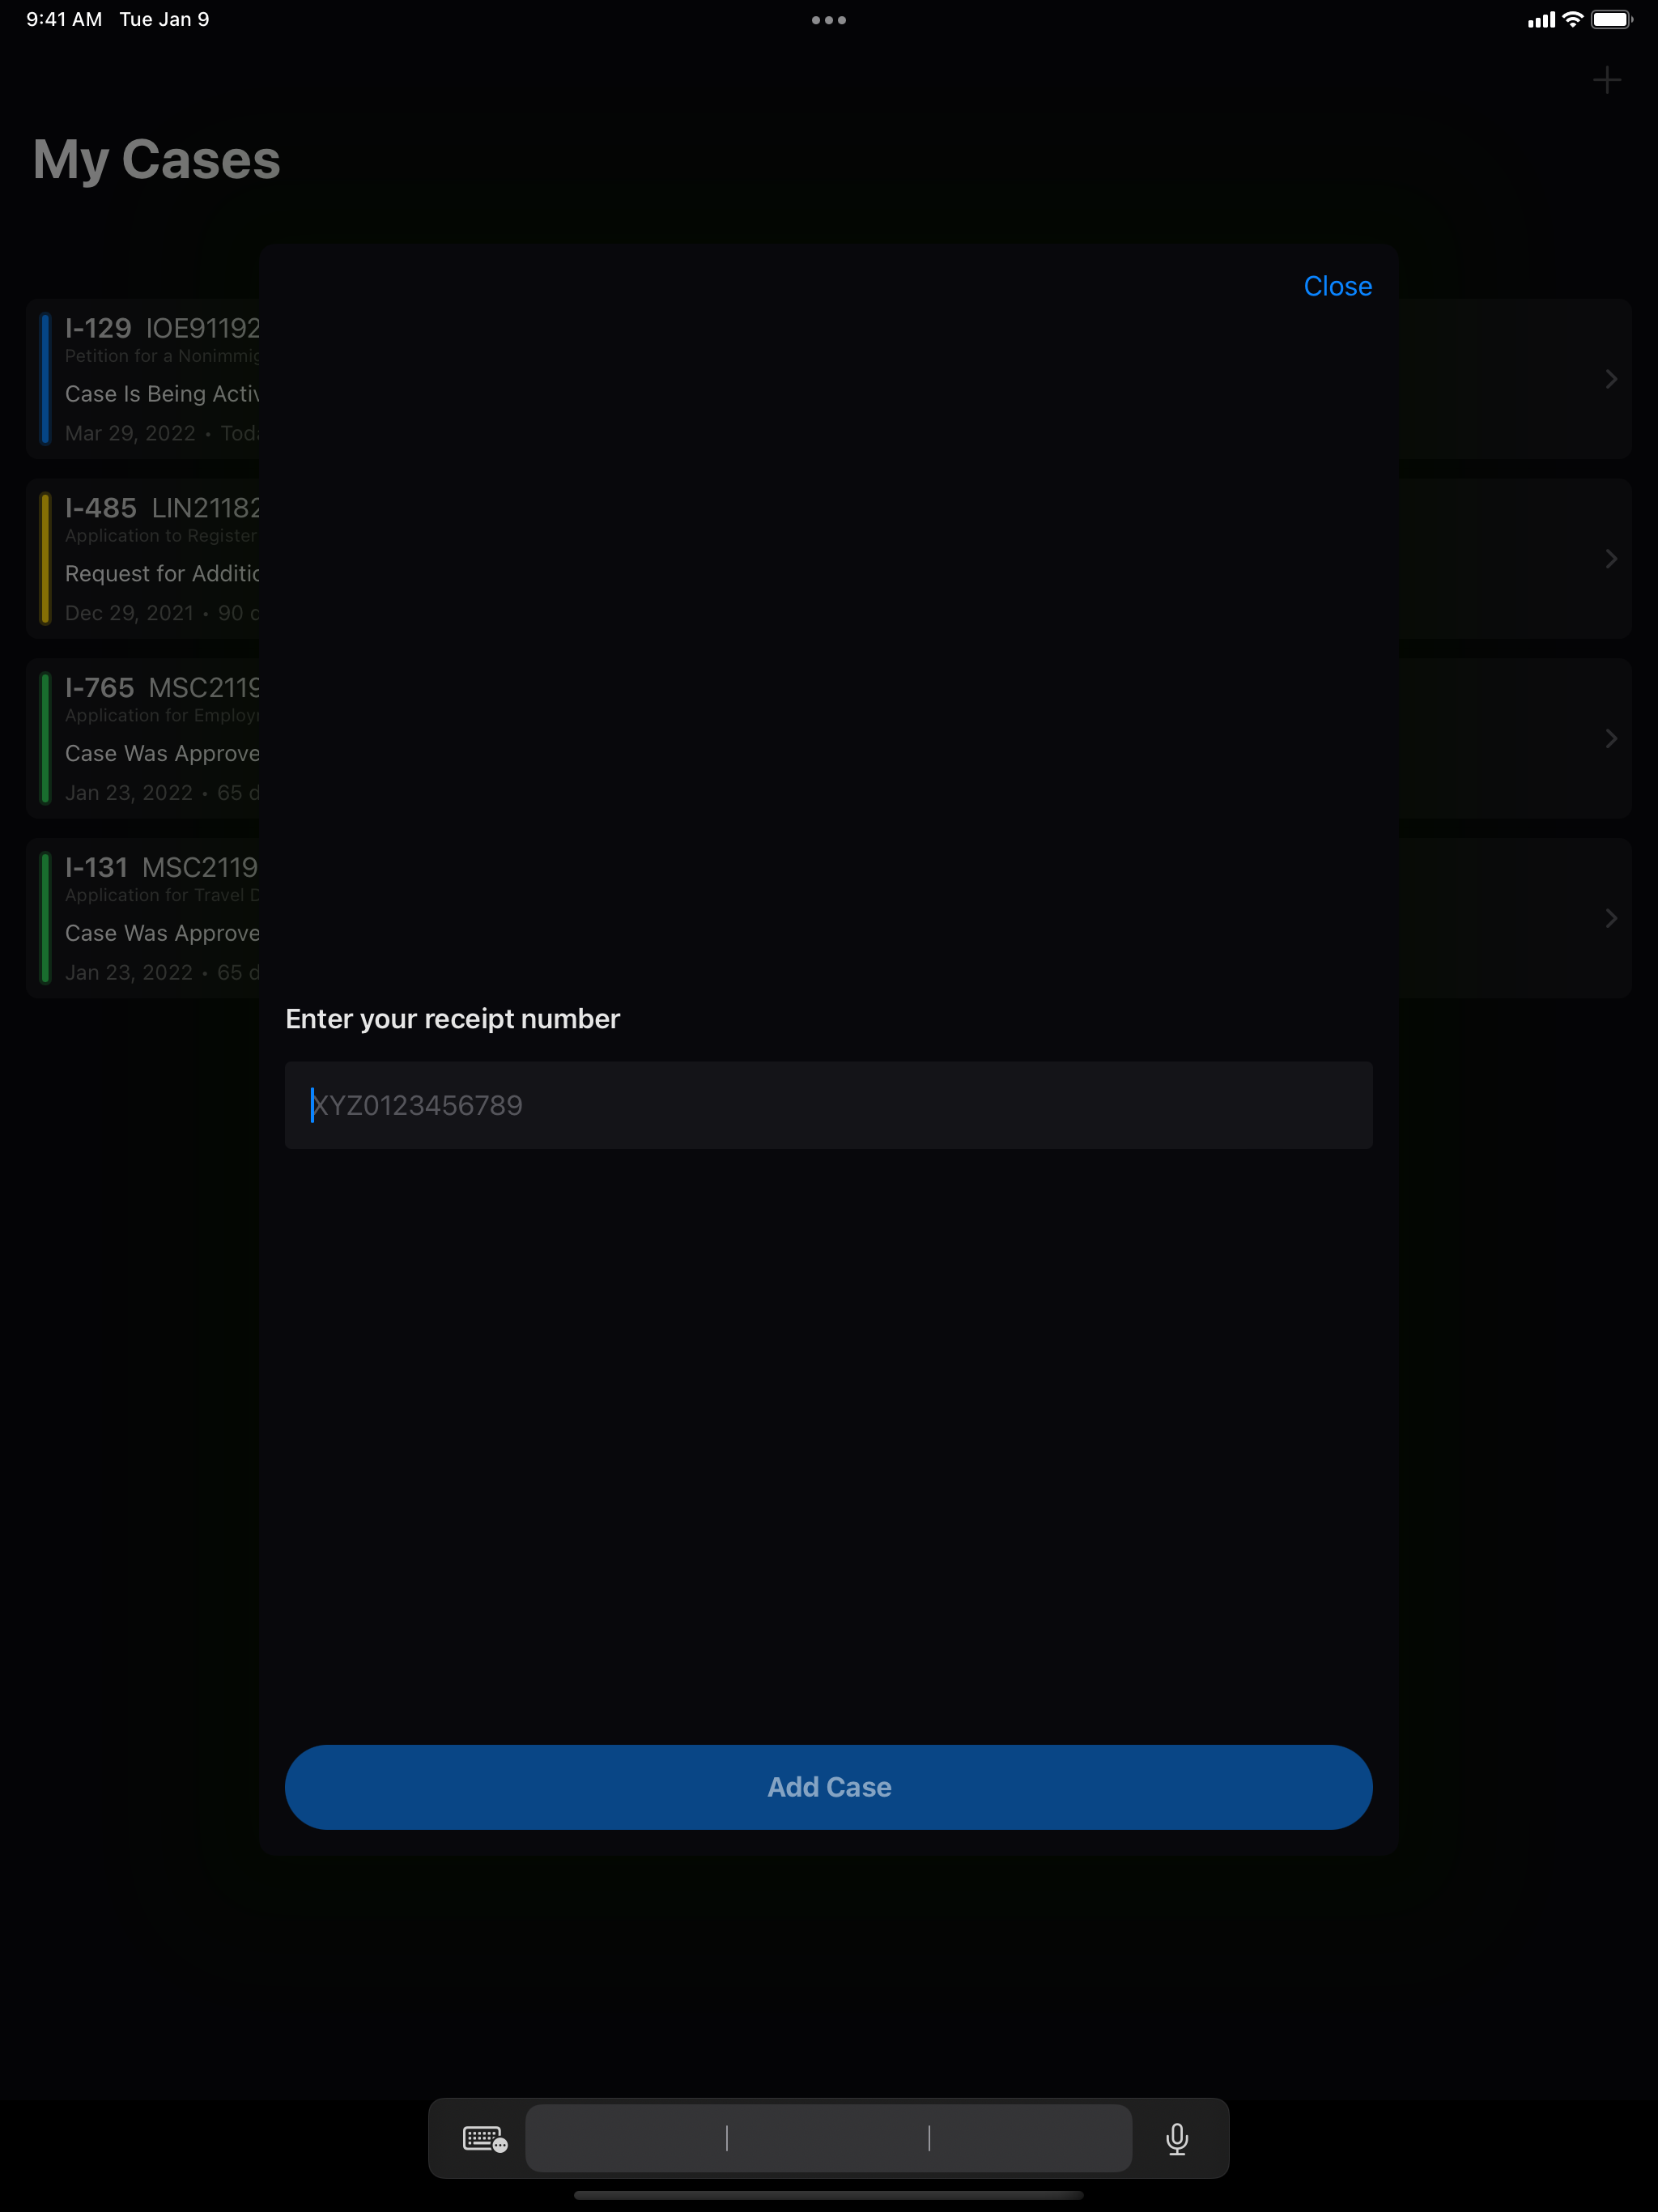 9:41 AM Tue Jan 9
My Cases
Close
I-129 IOE91192
Petition for a Nonimmig
Case Is Being Activ
Mar 29, 2022 • Toda
I-485 LIN21182
Application to Register
Request for Additio
Dec 29, 2021 • 90 d
I-765 MSC2119
Application for Employ
Case Was Approve
Jan 23, 2022 • 65 d
I-131 MSC2119
Application for Travel D
Case Was Approve
Jan 23, 2022 • 65 d
Enter your receipt number
XYZ0123456789
Add Case